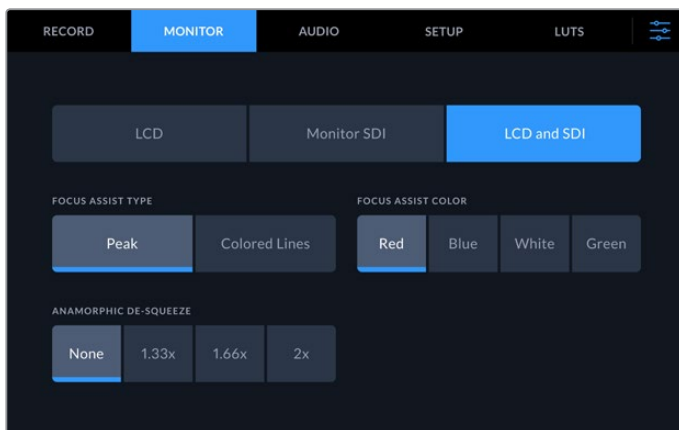 RECORD MONITOR AUDIO SETUP LUTS
LCD Monitor SDI LCD and SDI
FOCUS ASSIST TYPE FOCUS ASSIST COLOR
Peak Colored Lines Red Blue White Green
ANAMORPHIC DE-SQUEEZE
None 1.33x 1.66x 2x